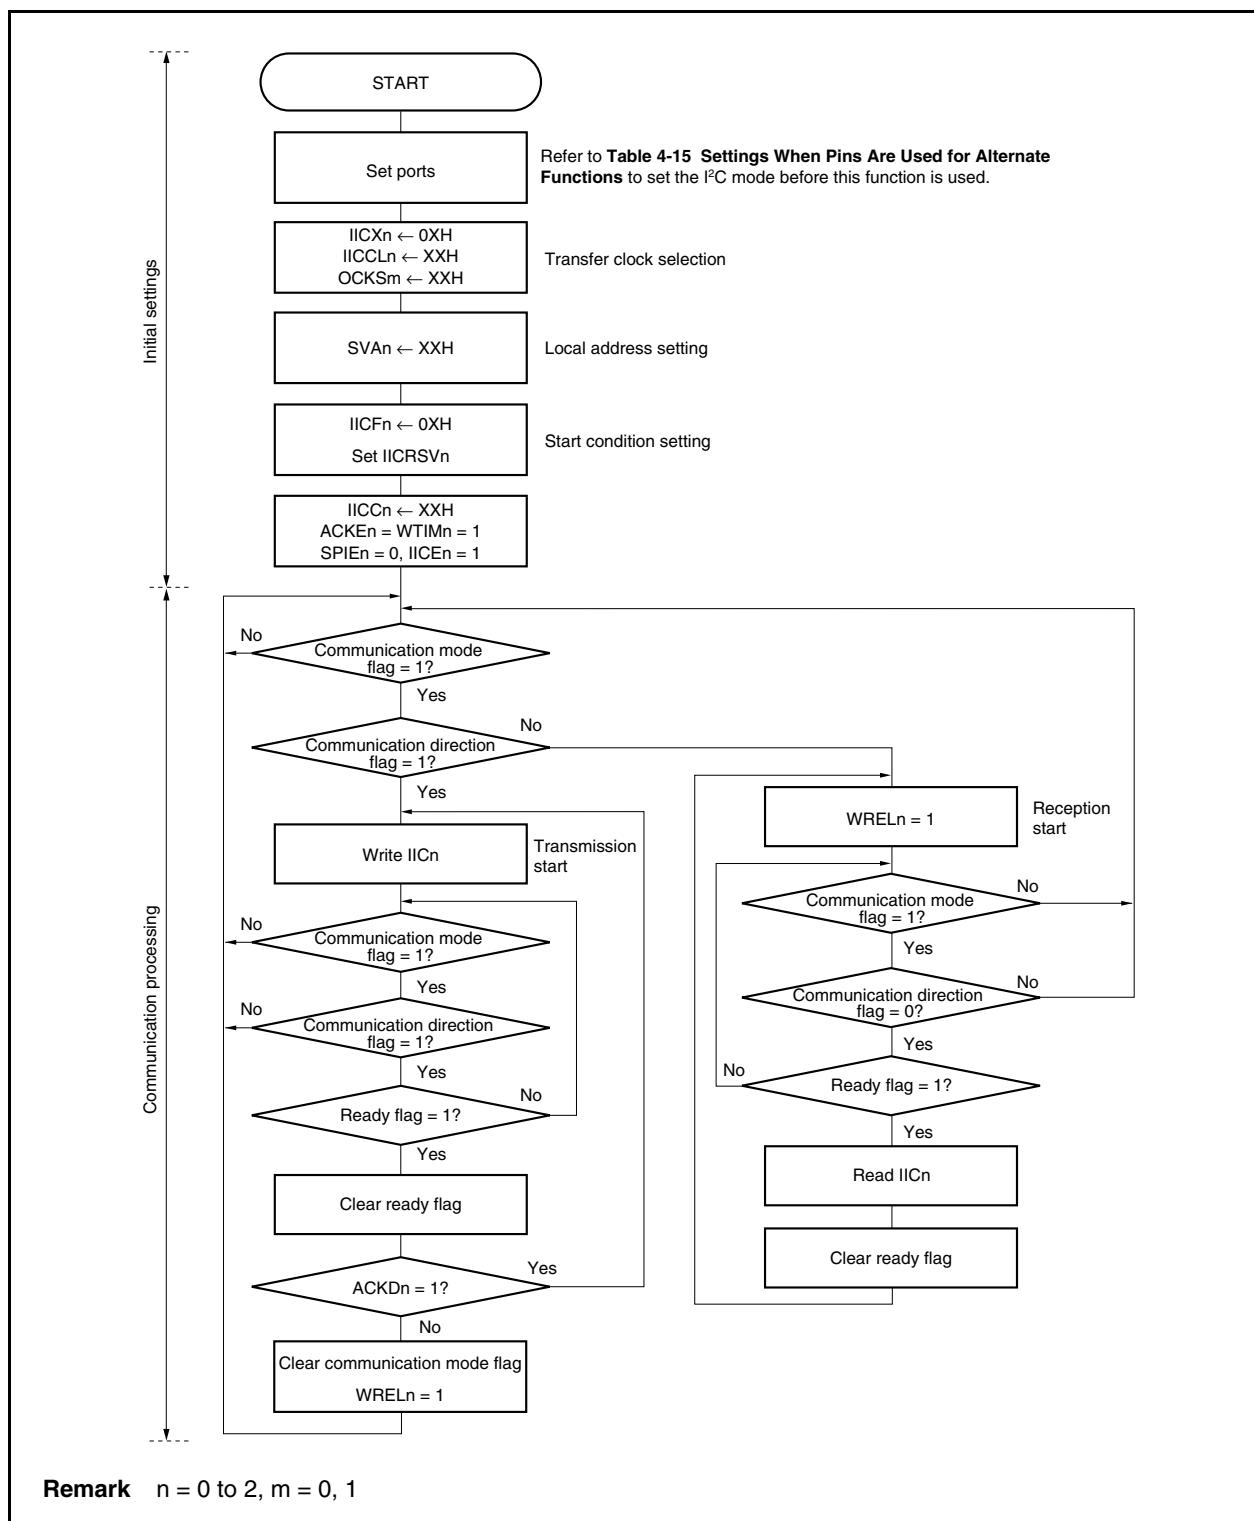 START
Set ports
Refer to Table 4-15 Settings When Pins Are Used for Alternate
Functions to set the I²C mode before this function is used.
IICXn ← 0XH
IICCLn ← XXH
OCKSm ← XXH
Transfer clock selection
SVAn ← XXH
Local address setting
IICFn ← 0XH
Set IICRSVn
Start condition setting
IICCn ← XXH
ACKEn = WTIMn = 1
SPIEn = 0, IICEn = 1
Initial settings
Communication processing
No
Communication mode
flag = 1?
Yes
No
Communication direction
flag = 1?
Yes
Write IICn
Transmission
start
No
Communication mode
flag = 1?
Yes
No
Communication direction
flag = 1?
Yes
No
Ready flag = 1?
Yes
Clear ready flag
Yes
ACKDn = 1?
No
Clear communication mode flag
WRELn = 1
WRELn = 1
Reception
start
No
Communication mode
flag = 1?
Yes
No
Communication direction
flag = 0?
Yes
No
Ready flag = 1?
Yes
Read IICn
Clear ready flag
Remark n = 0 to 2, m = 0, 1